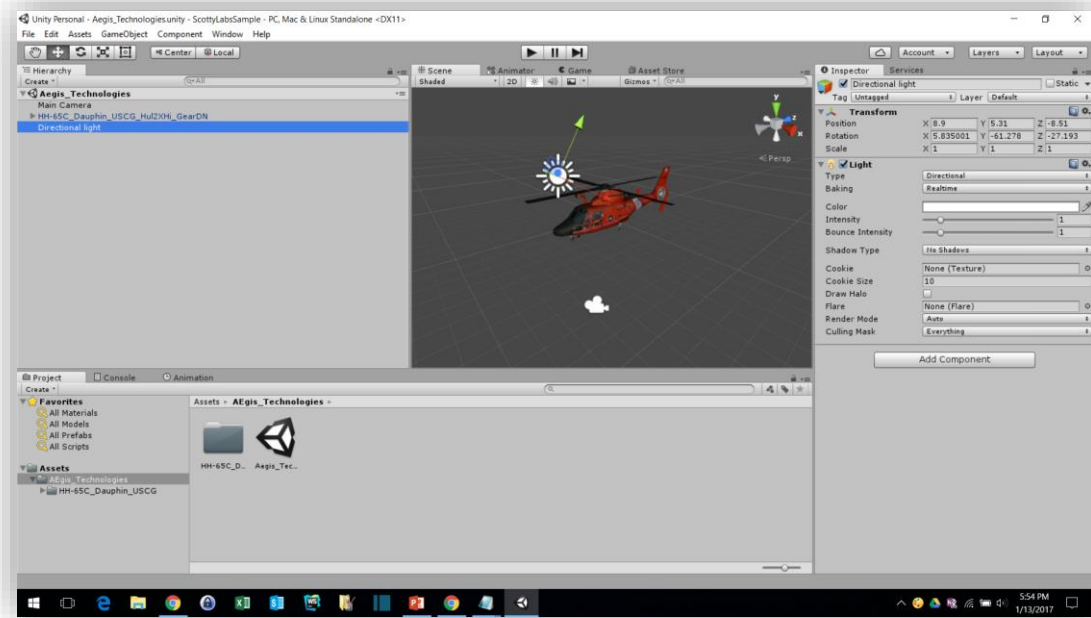 Unity Personal - Aegis_Technologies.unity - ScottyLabsSample - PC, Mac & Linux Standalone <DX11>
File Edit Assets GameObject Component Window Help
Center Local
Account Layers Layout
Hierarchy
Create
All
Aegis_Technologies
Main Camera
HH-65C_Dauphin_USCG_Hul2XHi_GearDN
Directional light
Scene Animator Game Asset Store
Shaded 2D Gizmos All
y
z
x
Persp
Inspector Services
Directional light Static
Tag Untagged Layer Default
Transform
Position X 8.9 Y 5.31 Z -8.51
Rotation X 5.835001 Y -61.278 Z -27.193
Scale X 1 Y 1 Z 1
Light
Type Directional
Baking Realtime
Color
Intensity 1
Bounce Intensity 1
Shadow Type No Shadows
Cookie None (Texture)
Cookie Size 10
Draw Halo
Flare None (Flare)
Render Mode Auto
Culling Mask Everything
Add Component
Project Console Animation
Create
Favorites
All Materials
All Models
All Prefabs
All Scripts
Assets
AEgis_Technologies
HH-65C_Dauphin_USCG
Assets AEgis_Technologies
HH-65C_D... Aegis_Tec...
5:54 PM
1/13/2017